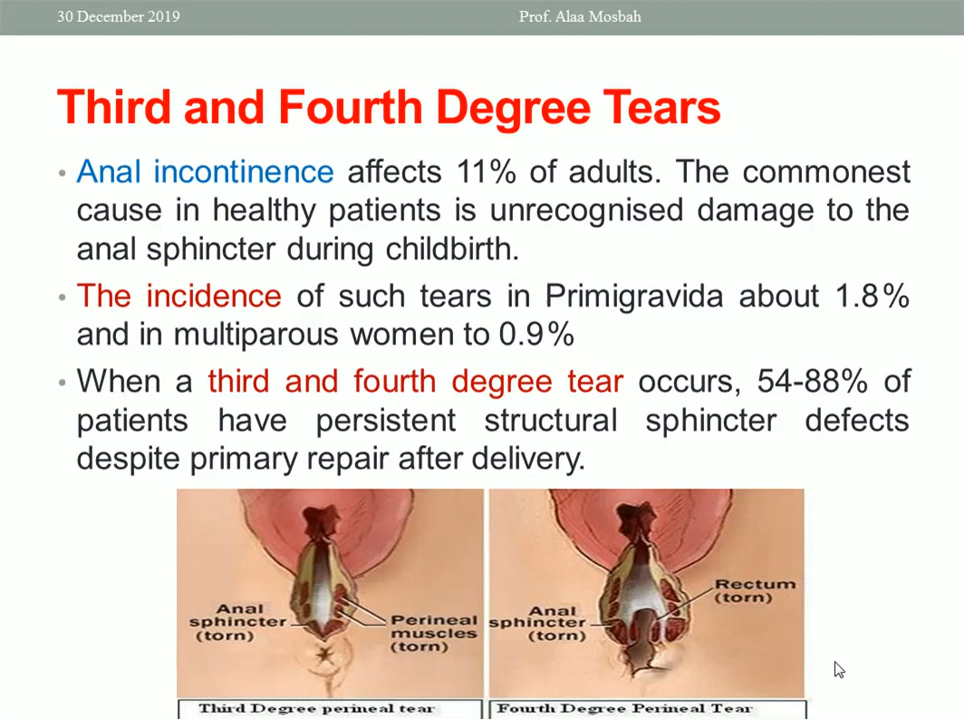 30 December 2019 Prof. Alaa Mosbah
Third and Fourth Degree Tears
• Anal incontinence affects 11% of adults. The commonest
cause in healthy patients is unrecognised damage to the
anal sphincter during childbirth.
• The incidence of such tears in Primigravida about 1.8%
and in multiparous women to 0.9%
• When a third and fourth degree tear occurs, 54-88% of
patients have persistent structural sphincter defects
despite primary repair after delivery.
Anal
sphincter
(torn)
Perineal
muscles
(torn)
Third Degree perineal tear
Anal
sphincter
(torn)
Rectum
(torn)
Fourth Degree Perineal Tear